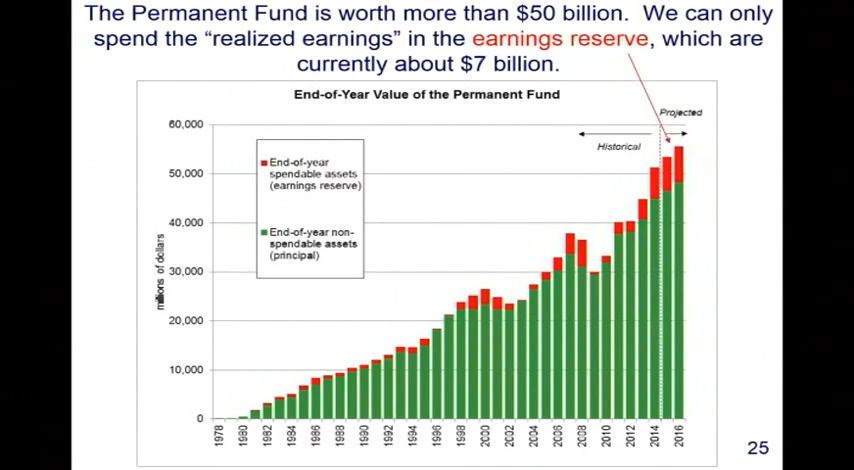 The Permanent Fund is worth more than $50 billion. We can only
spend the “realized earnings” in the earnings reserve, which are
currently about $7 billion.
End-of-Year Value of the Permanent Fund
Projected
Historical
60,000
50,000
40,000
30,000
20,000
10,000
0
millions of dollars
End-of-year
spendable assets
(earnings reserve)
End-of-year non-
spendable assets
(principal)
1978
1980
1982
1984
1986
1988
1990
1992
1994
1996
1998
2000
2002
2004
2006
2008
2010
2012
2014
2016
25